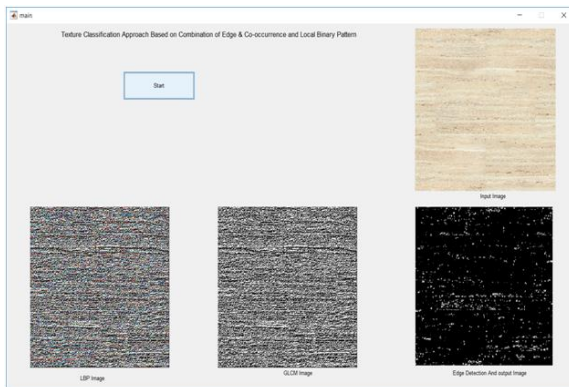 main
Texture Classification Approach Based on Combination of Edge & Co-occurrence and Local Binary Pattern
Start
Input Image
LBP Image
GLCM Image
Edge Detection And output Image